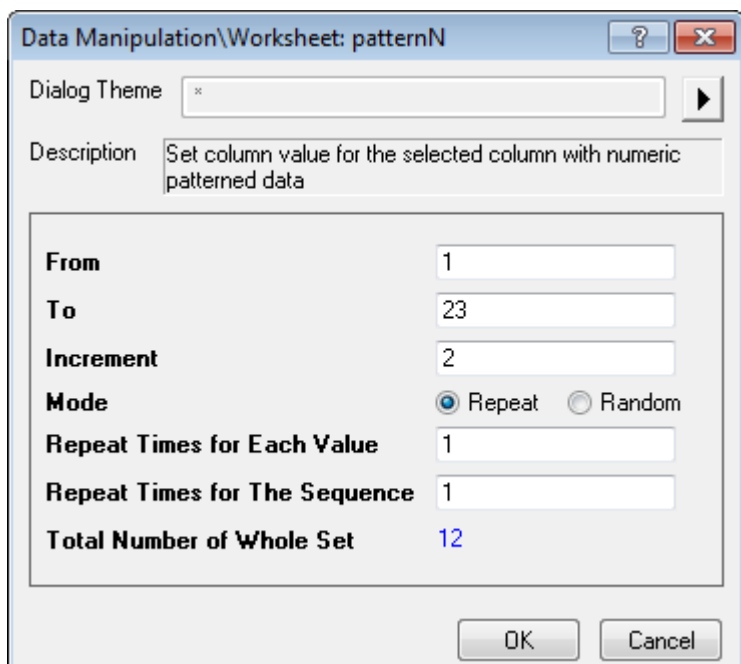 Data Manipulation\Worksheet: patternN
Dialog Theme *
Description Set column value for the selected column with numeric
patterned data
From 1
To 23
Increment 2
Mode Repeat Random
Repeat Times for Each Value 1
Repeat Times for The Sequence 1
Total Number of Whole Set 12
OK Cancel